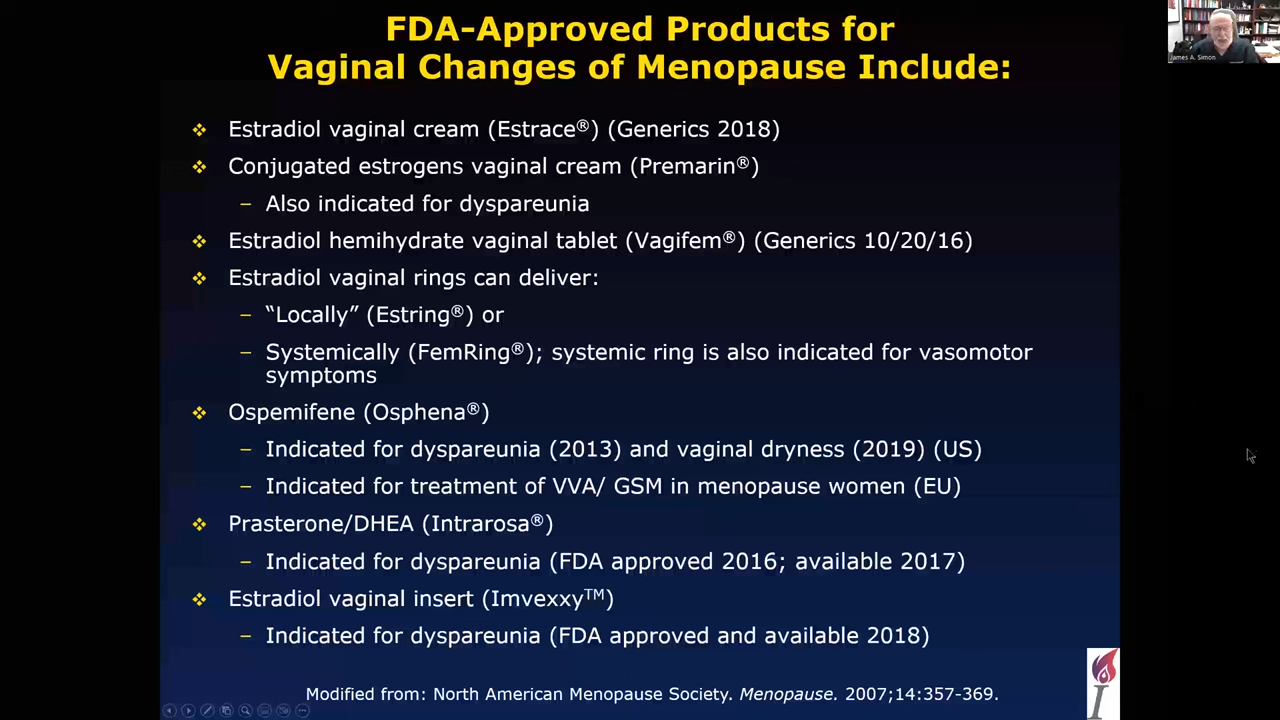 FDA-Approved Products for
Vaginal Changes of Menopause Include:
James A. Simon
❖ Estradiol vaginal cream (Estrace®) (Generics 2018)
❖ Conjugated estrogens vaginal cream (Premarin®)
– Also indicated for dyspareunia
❖ Estradiol hemihydrate vaginal tablet (Vagifem®) (Generics 10/20/16)
❖ Estradiol vaginal rings can deliver:
– “Locally” (Estring®) or
– Systemically (FemRing®); systemic ring is also indicated for vasomotor
symptoms
❖ Ospemifene (Osphena®)
– Indicated for dyspareunia (2013) and vaginal dryness (2019) (US)
– Indicated for treatment of VVA/ GSM in menopause women (EU)
❖ Prasterone/DHEA (Intrarosa®)
– Indicated for dyspareunia (FDA approved 2016; available 2017)
❖ Estradiol vaginal insert (Imvexxy™)
– Indicated for dyspareunia (FDA approved and available 2018)
Modified from: North American Menopause Society. Menopause. 2007;14:357-369.